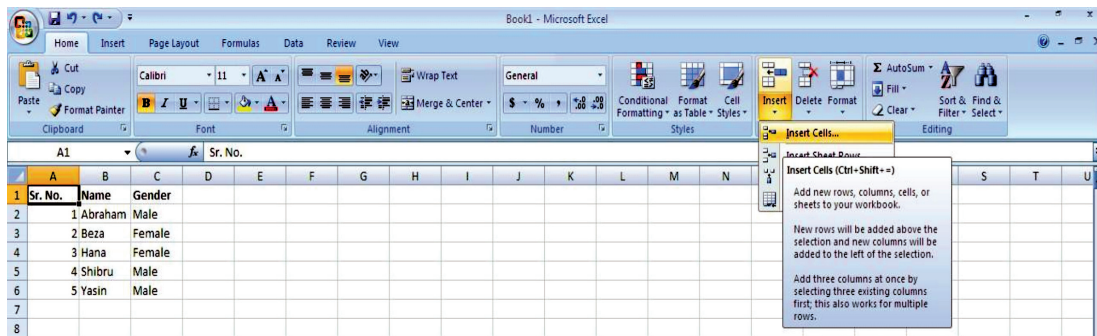 Book1 - Microsoft Excel
Home Insert Page Layout Formulas Data Review View
Paste
Cut
Copy
Format Painter
Clipboard
Calibri 11 A A
B I U A
Font
Wrap Text
Merge & Center
Alignment
General
$ % , .0 .00 .00 .0
Number
Conditional Formatting
Format as Table
Cell Styles
Styles
Insert Delete Format
Σ AutoSum
Fill
Clear
Sort & Filter
Find & Select
Editing
Insert Cells...
Insert Sheet Rows
Insert Cells (Ctrl+Shift+=)
Add new rows, columns, cells, or
sheets to your workbook.
New rows will be added above the
selection and new columns will be
added to the left of the selection.
Add three columns at once by
selecting three existing columns
first; this also works for multiple
rows.
A1 fx Sr. No.
A B C D E F G H I J K L M N S T U
1 Sr. No. Name Gender
2 1 Abraham Male
3 2 Beza Female
4 3 Hana Female
5 4 Shibru Male
6 5 Yasin Male
7
8